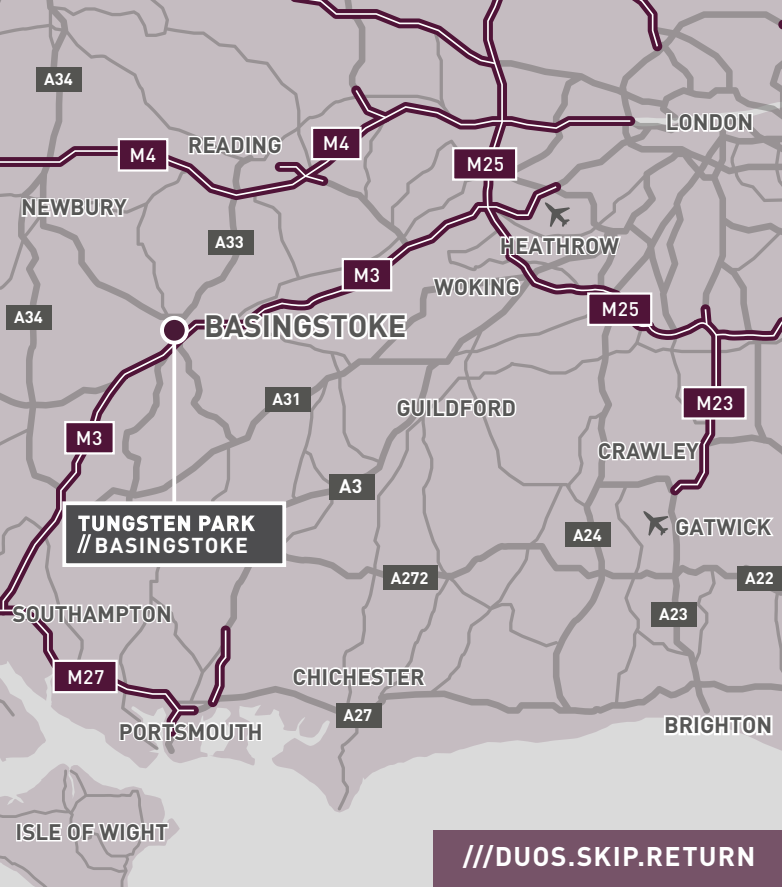 A34
LONDON
M4
READING
M4
M25
NEWBURY
A33
HEATHROW
M3
WOKING
A34
M25
BASINGSTOKE
A31
GUILDFORD
M23
M3
CRAWLEY
A3
TUNGSTEN PARK
//BASINGSTOKE
GATWICK
A24
A272
A22
SOUTHAMPTON
A23
M27
CHICHESTER
A27
BRIGHTON
PORTSMOUTH
ISLE OF WIGHT
///DUOS.SKIP.RETURN